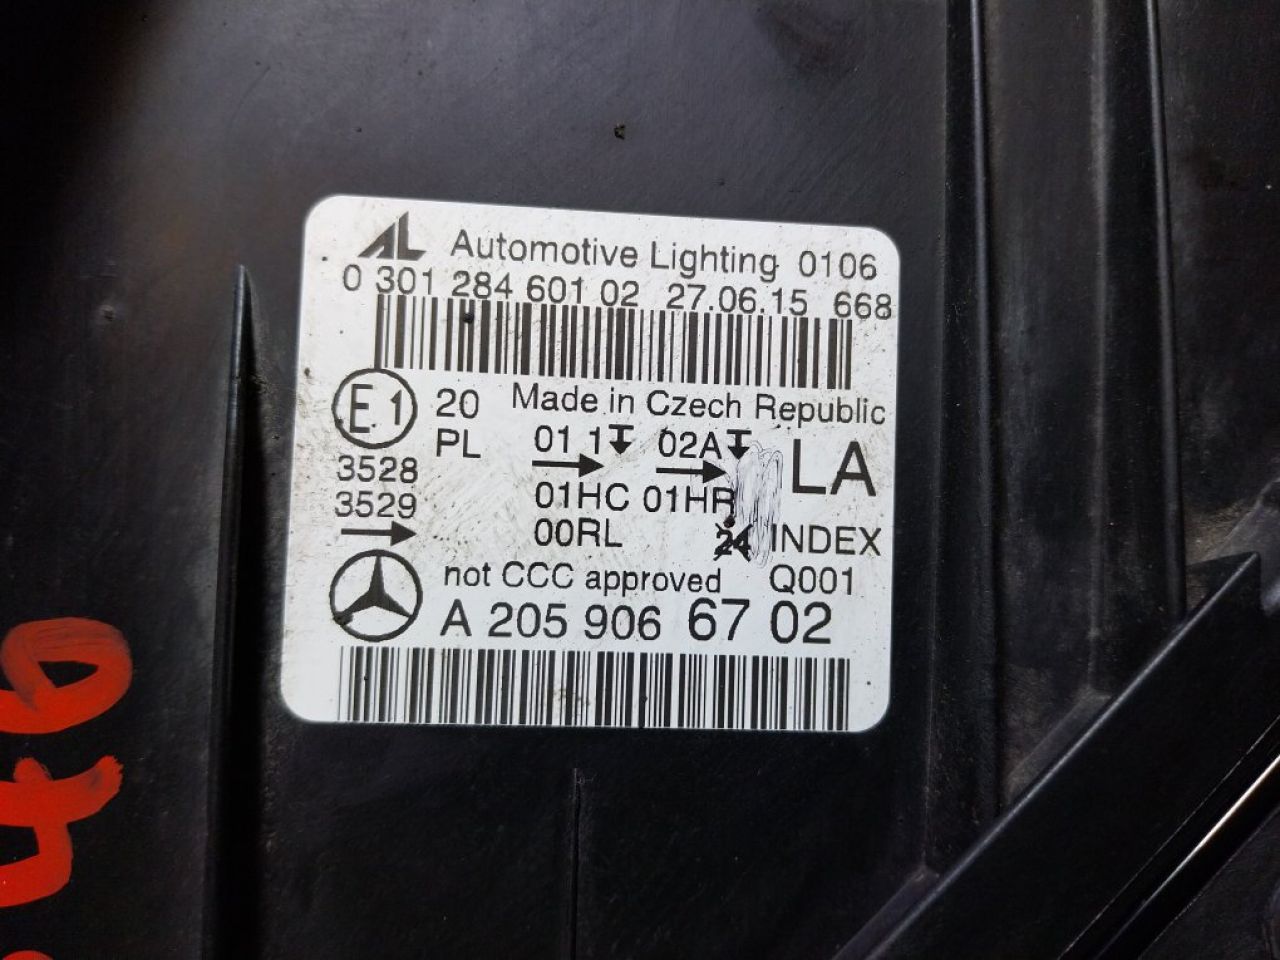 AL Automotive Lighting 0106
0 301 284 601 02 27.06.15 668
E1 20 Made in Czech Republic
PL 01 1 02A LA
3528
3529 01HC 01HR
00RL 24 INDEX
not CCC approved Q001
A 205 906 67 02